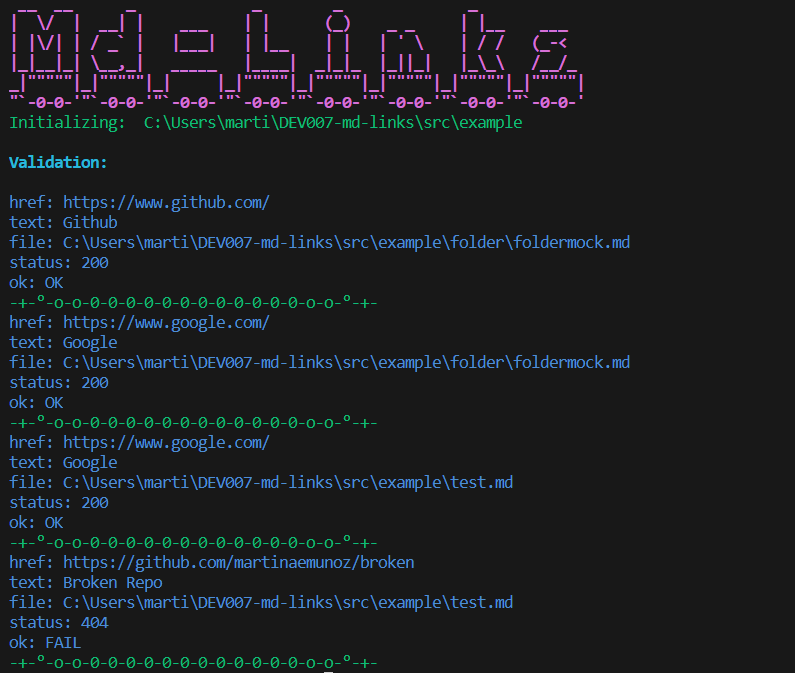 Md-Links
Initializing:  C:\Users\marti\DEV007-md-links\src\example
Validation:
href: https://www.github.com/
text: Github
file: C:\Users\marti\DEV007-md-links\src\example\folder\foldermock.md
status: 200
ok: OK
-+-°-o-o-0-0-0-0-0-0-0-0-0-0-0-0-0-o-o-°-+-
href: https://www.google.com/
text: Google
file: C:\Users\marti\DEV007-md-links\src\example\folder\foldermock.md
status: 200
ok: OK
-+-°-o-o-0-0-0-0-0-0-0-0-0-0-0-0-0-o-o-°-+-
href: https://www.google.com/
text: Google
file: C:\Users\marti\DEV007-md-links\src\example\test.md
status: 200
ok: OK
-+-°-o-o-0-0-0-0-0-0-0-0-0-0-0-0-0-o-o-°-+-
href: https://github.com/martinaemunoz/broken
text: Broken Repo
file: C:\Users\marti\DEV007-md-links\src\example\test.md
status: 404
ok: FAIL
-+-°-o-o-0-0-0-0-0-0-0-0-0-0-0-0-0-o-o-°-+-